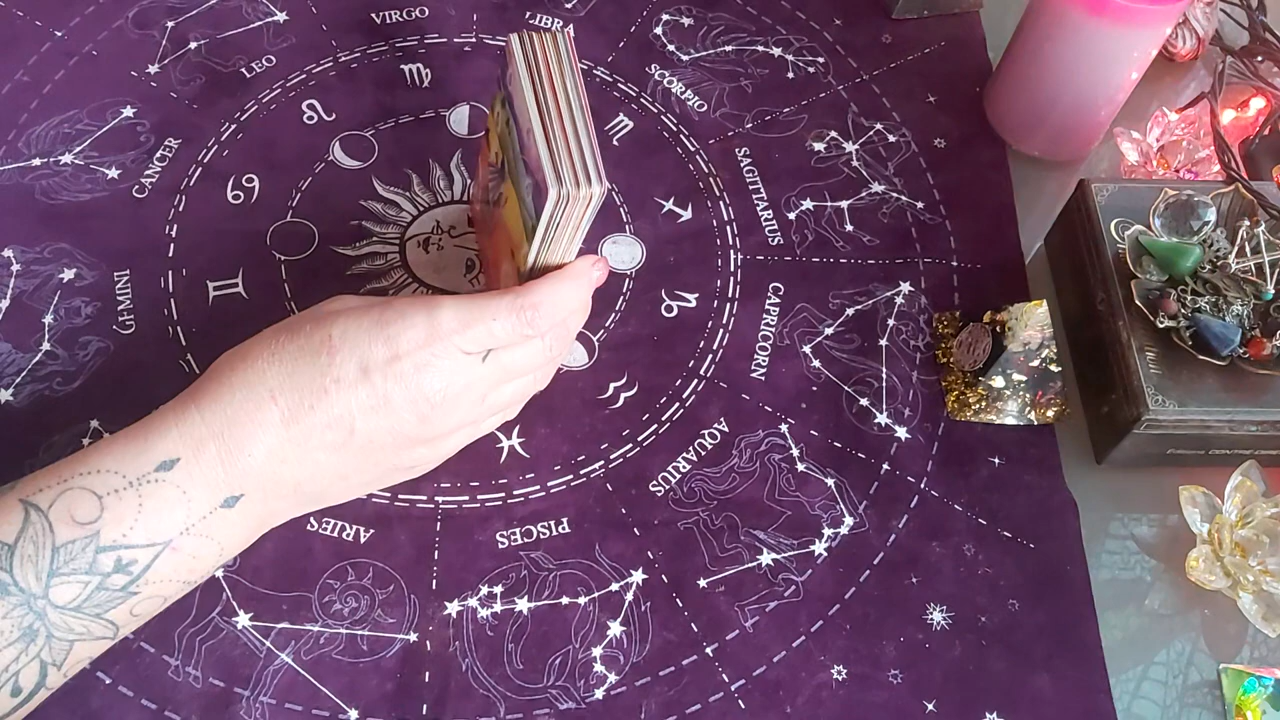 VIRGO
LIBRA
LEO
SCORPIO
CANCER
SAGITTARIUS
GEMINI
CAPRICORN
AQUARIUS
ARIES
PISCES